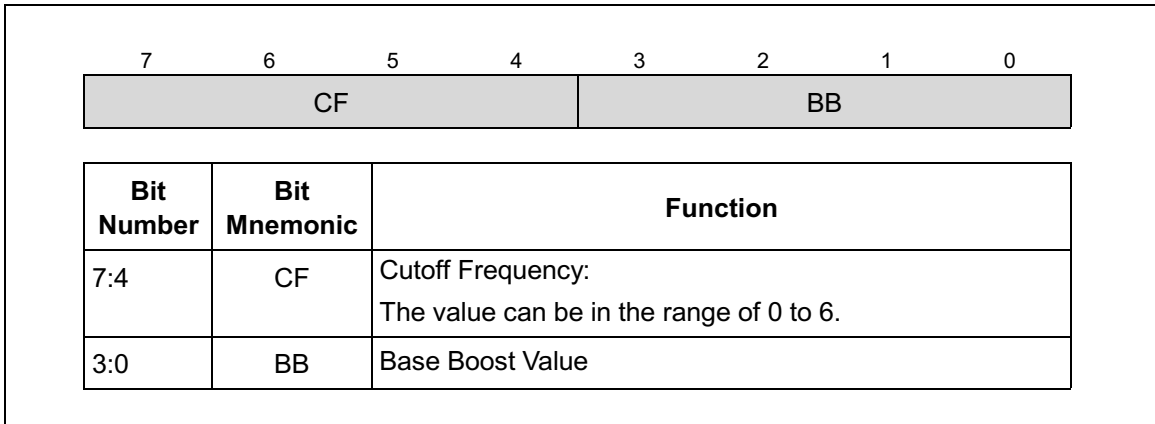 7 6 5 4 3 2 1 0
CF BB
Bit Number Bit Mnemonic Function
7:4 CF Cutoff Frequency:
The value can be in the range of 0 to 6.
3:0 BB Base Boost Value